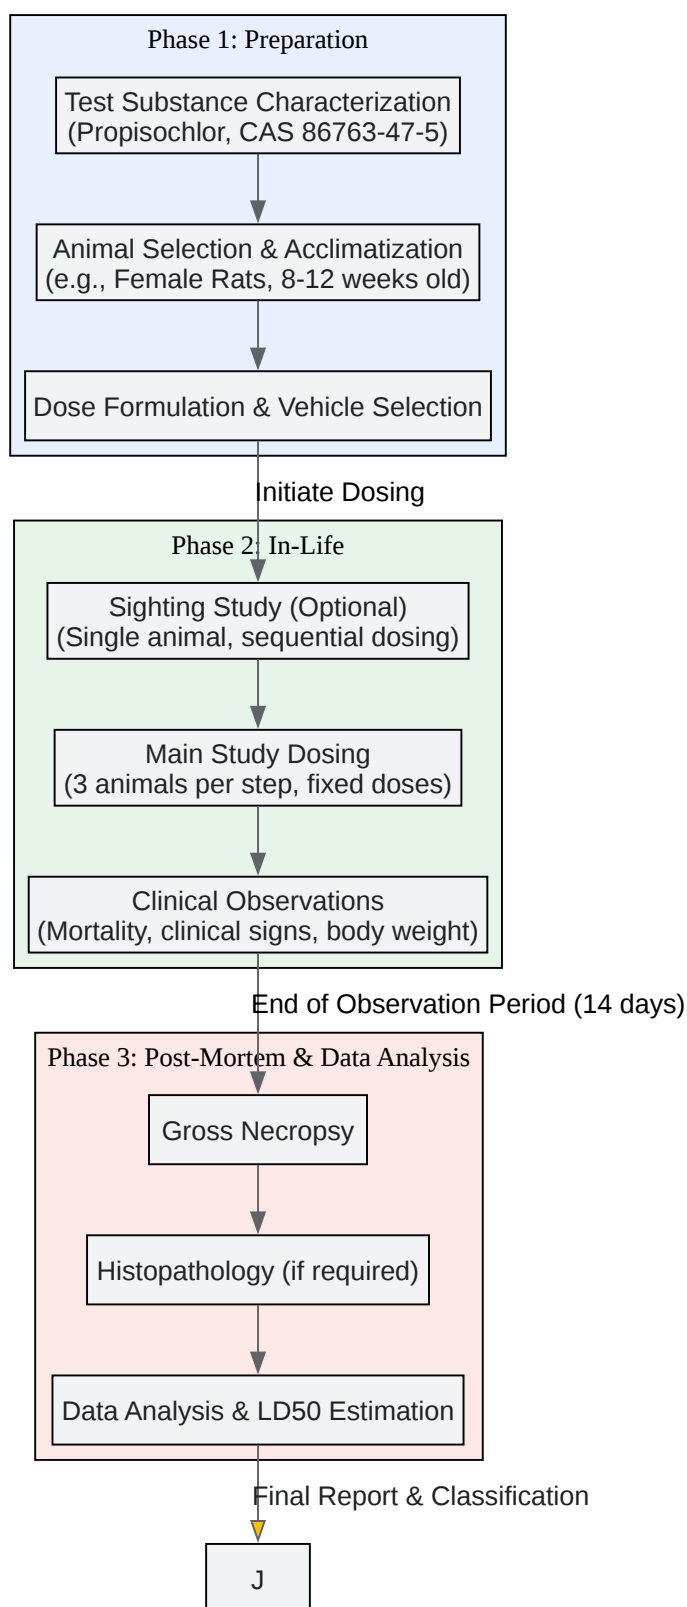 Phase 1: Preparation
Test Substance Characterization
(Propisochlor, CAS 86763-47-5)
Animal Selection & Acclimatization
(e.g., Female Rats, 8-12 weeks old)
Dose Formulation & Vehicle Selection
Initiate Dosing
Phase 2: In-Life
Sighting Study (Optional)
(Single animal, sequential dosing)
Main Study Dosing
(3 animals per step, fixed doses)
Clinical Observations
(Mortality, clinical signs, body weight)
End of Observation Period (14 days)
Phase 3: Post-Mortem & Data Analysis
Gross Necropsy
Histopathology (if required)
Data Analysis & LD50 Estimation
Final Report & Classification
J